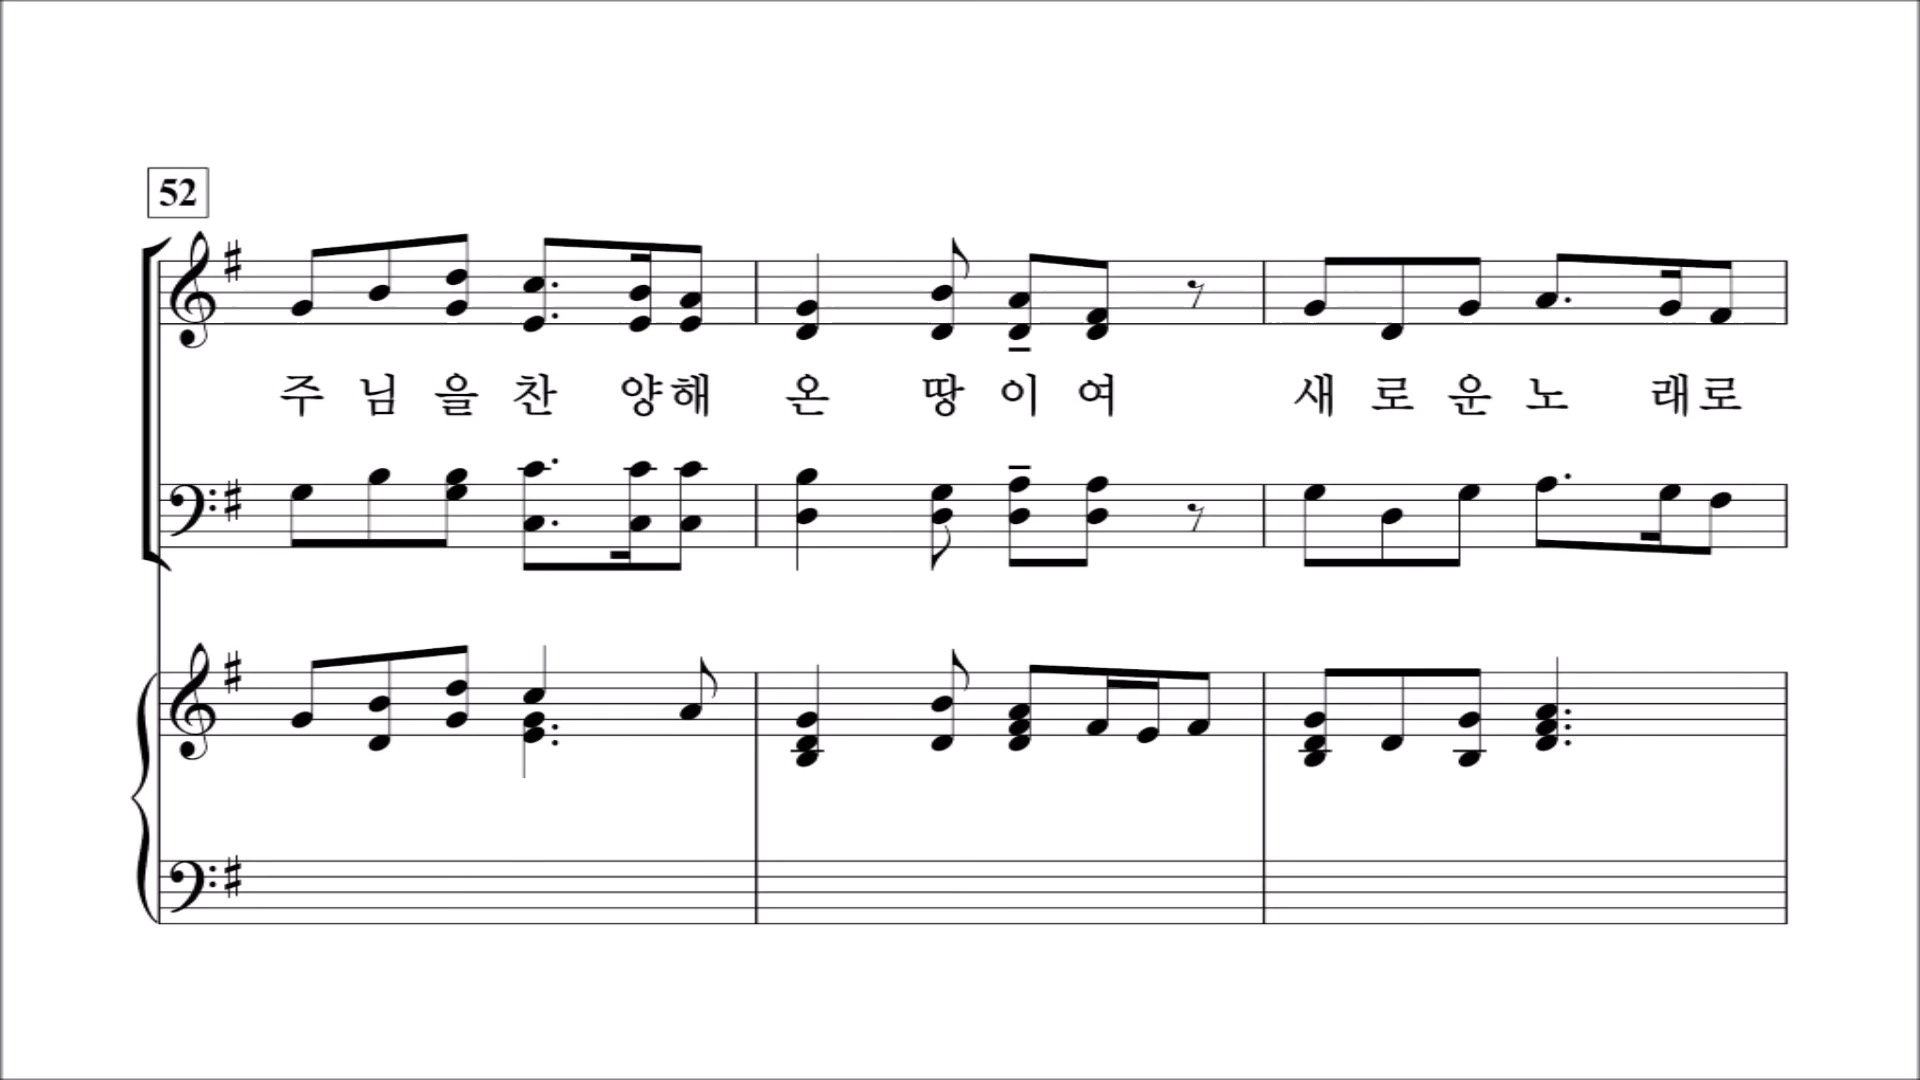 52
주 님 을 찬 양 해 온 땅 이 여 새 로 운 노 래 로